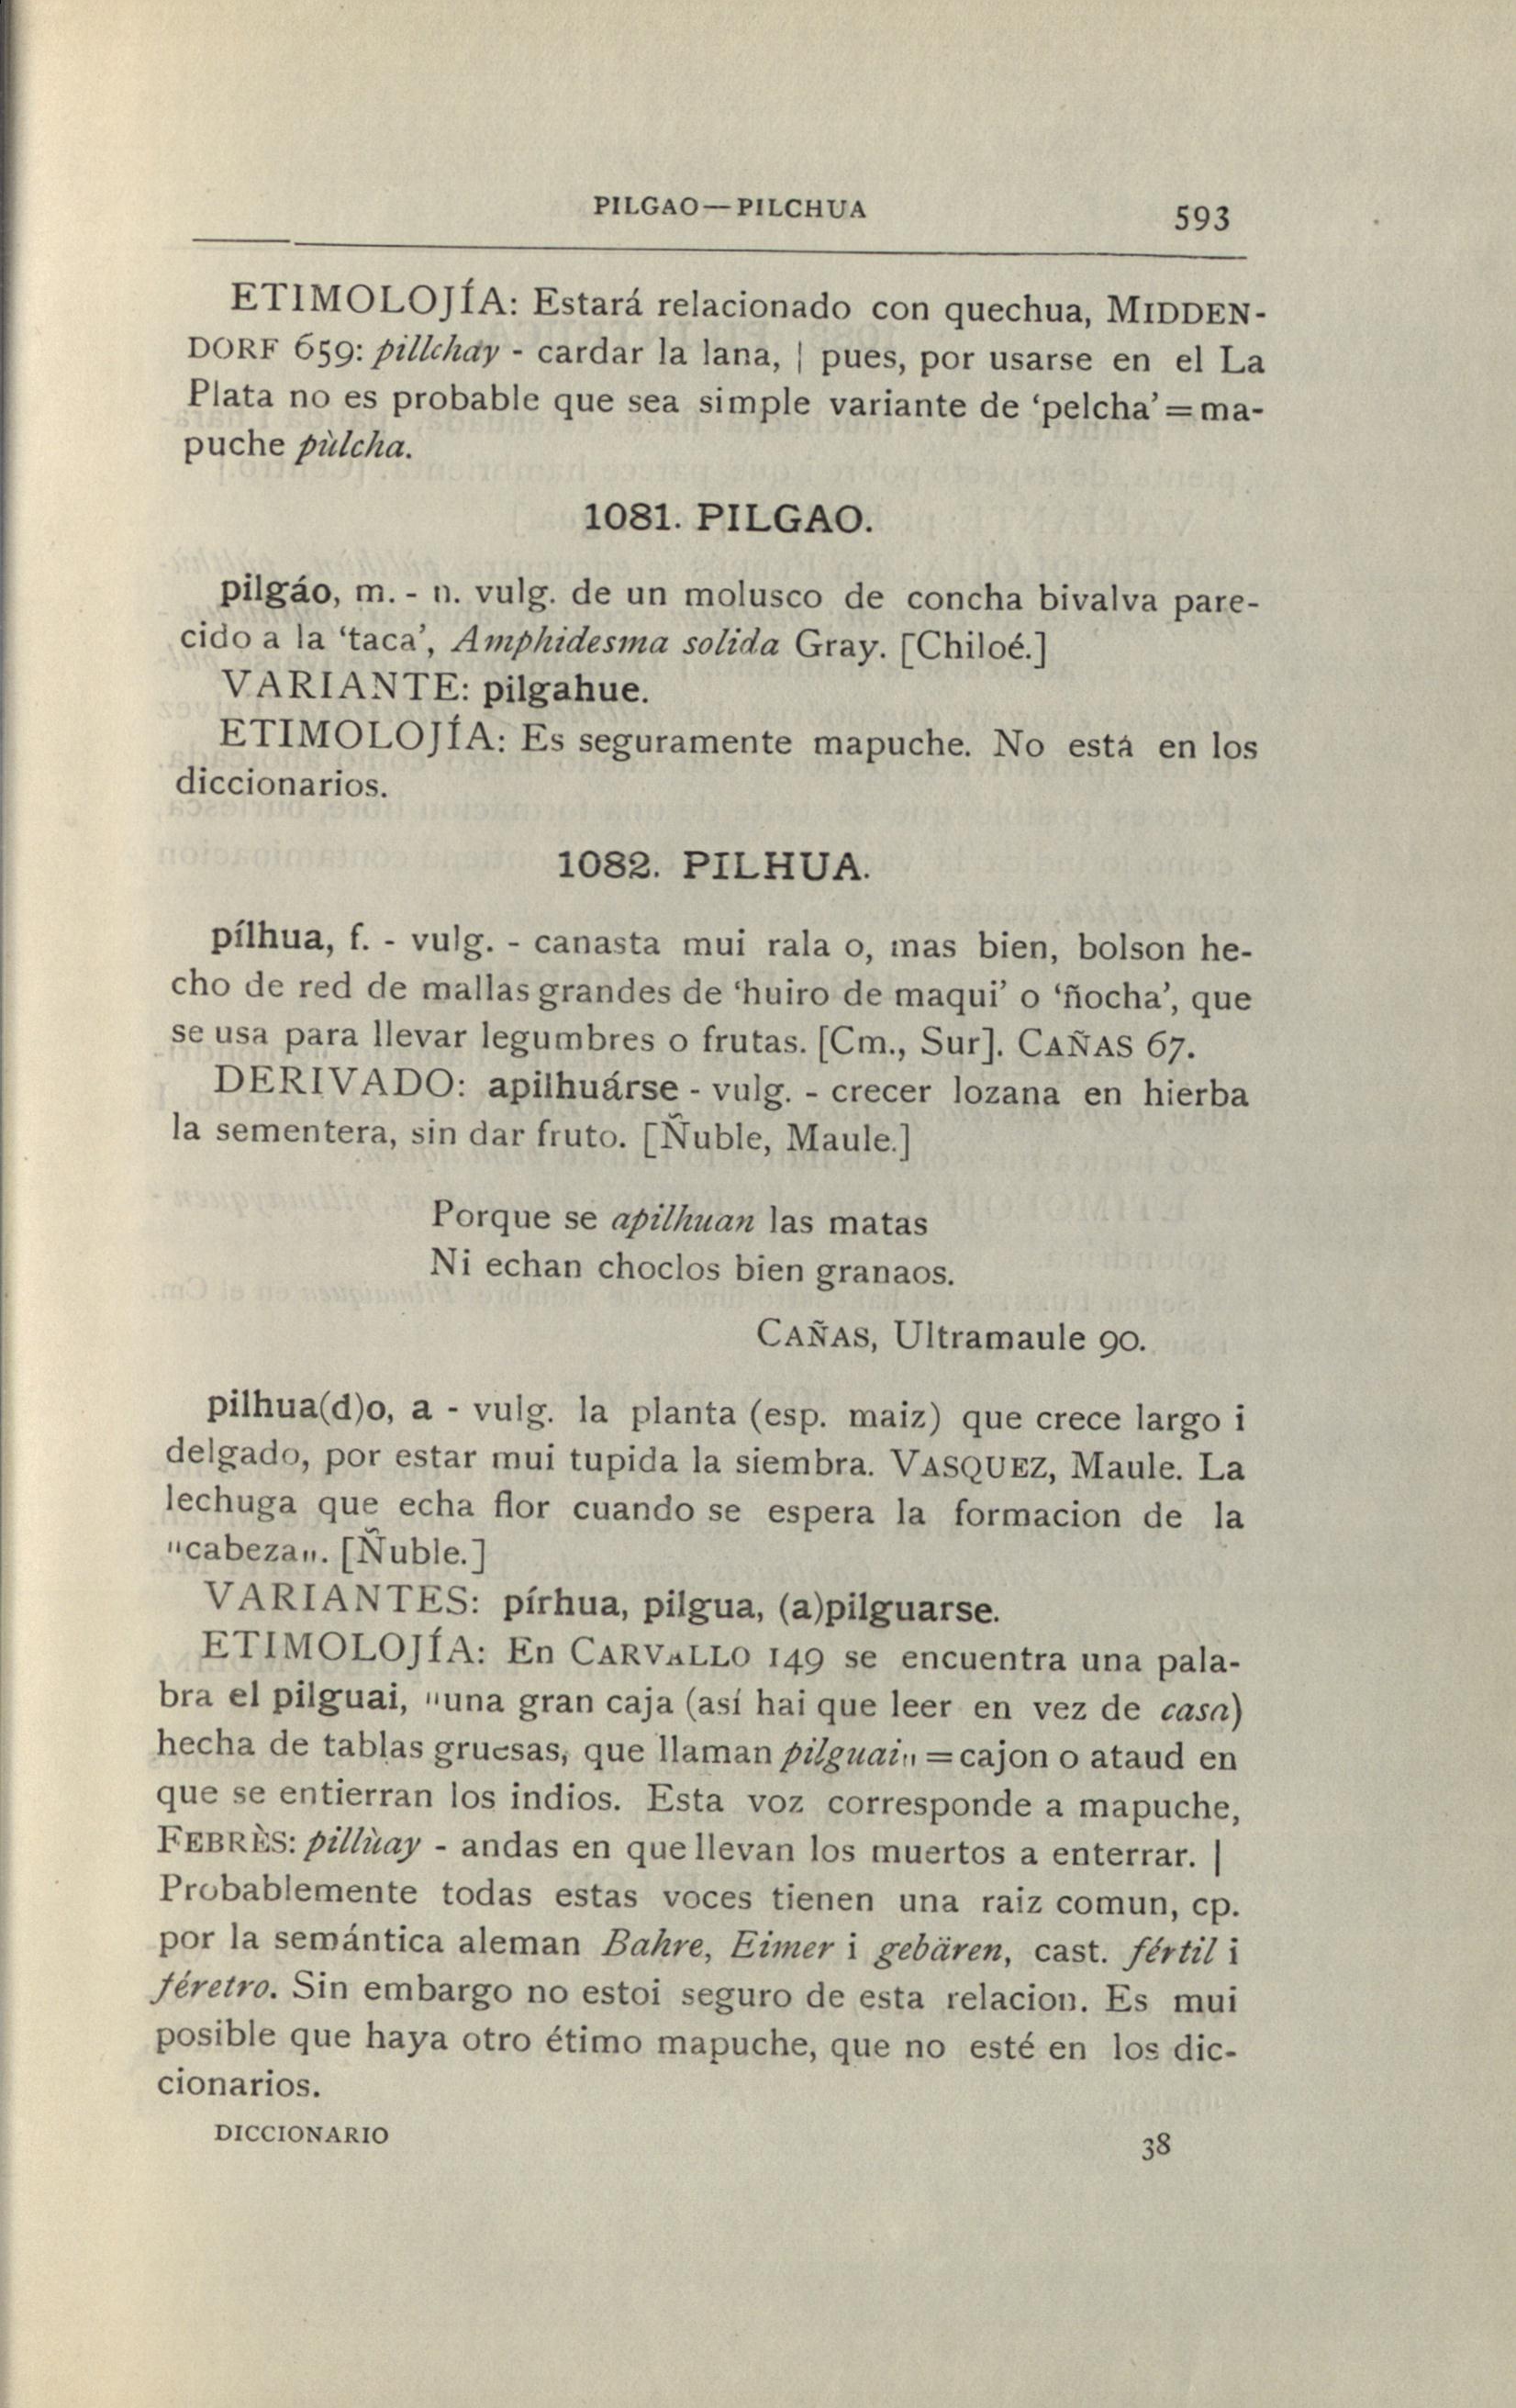 PILGAO—PILCHUA 593
ETIMOLOJÍA: Estará relacionado con quechua, MIDDEN-
DORF 659: pillchay - cardar la lana, | pues, por usarse en el La
Plata no es probable que sea simple variante de ‘pelcha’=ma-
puche pùlcha.
1081. PILGAO.
pilgáo, m. - n. vulg. de un molusco de concha bivalva pare-
cido a la ‘taca’, Amphidesma solida Gray. [Chiloé.]
VARIANTE: pilgahue.
ETIMOLOJÍA: Es seguramente mapuche. No está en los
diccionarios.
1082. PILHUA.
pílhua, f. - vulg. - canasta mui rala o, mas bien, bolson he-
cho de red de mallas grandes de ‘huiro de maqui’ o ‘ñocha’, que
se usa para llevar legumbres o frutas. [Cm., Sur]. CAÑAS 67.
DERIVADO: apilhuárse - vulg. - crecer lozana en hierba
la sementera, sin dar fruto. [Ñuble, Maule.]
Porque se apilhuan las matas
Ni echan choclos bien granaos.
CAÑAS, Ultramaule 90.
pilhua(d)o, a - vulg. la planta (esp. maiz) que crece largo i
delgado, por estar mui tupida la siembra. VASQUEZ, Maule. La
lechuga que echa flor cuando se espera la formacion de la
"cabeza". [Ñuble.]
VARIANTES: pírhua, pilgua, (a)pilguarse.
ETIMOLOJÍA: En CARVALLO 149 se encuentra una pala-
bra el pilguai, "una gran caja (así hai que leer en vez de casa)
hecha de tablas gruesas, que llaman pilguai" =cajon o ataud en
que se entierran los indios. Esta voz corresponde a mapuche,
FEBRÈS: pillùay - andas en que llevan los muertos a enterrar. |
Probablemente todas estas voces tienen una raiz comun, cp.
por la semántica aleman Bahre, Eimer i gebären, cast. fértil i
féretro. Sin embargo no estoi seguro de esta relacion. Es mui
posible que haya otro étimo mapuche, que no esté en los dic-
cionarios.
DICCIONARIO 38